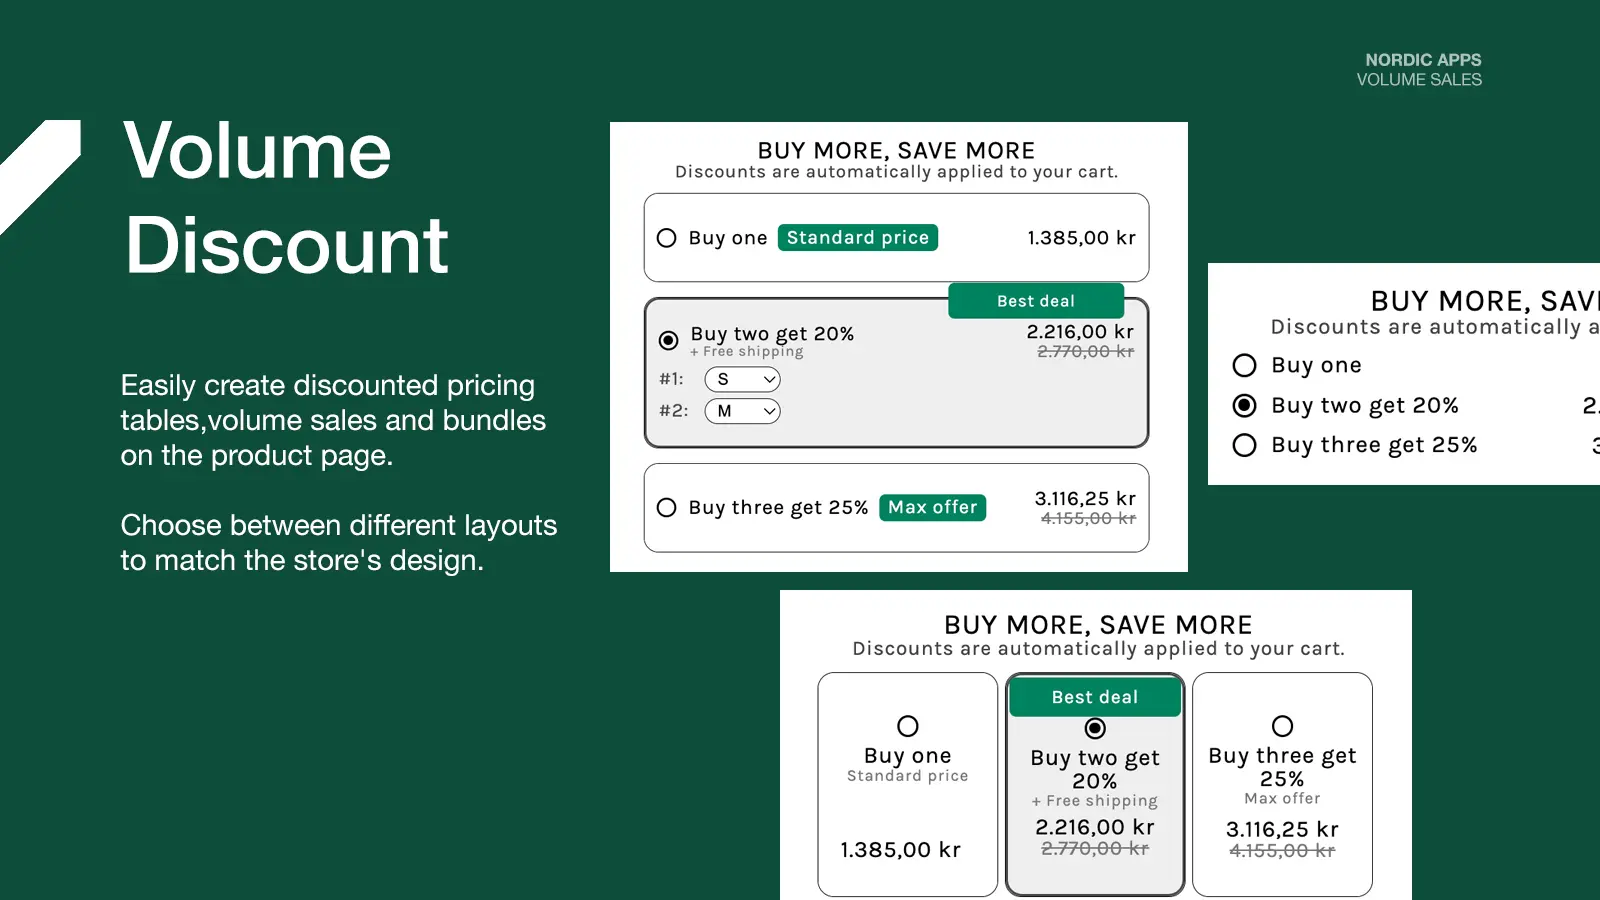 NORDIC APPS
VOLUME SALES
Volume
Discount
Easily create discounted pricing
tables,volume sales and bundles
on the product page.
Choose between different layouts
to match the store's design.
BUY MORE, SAVE MORE
Discounts are automatically applied to your cart.
Buy one Standard price 1.385,00 kr
Best deal
Buy two get 20% 2.216,00 kr
+ Free shipping 2.770,00 kr
#1: S
#2: M
Buy three get 25% Max offer 3.116,25 kr
4.155,00 kr
BUY MORE, SAV
Discounts are automatically a
Buy one
Buy two get 20% 2.
Buy three get 25% 3
BUY MORE, SAVE MORE
Discounts are automatically applied to your cart.
Buy one
Standard price
1.385,00 kr
Best deal
Buy two get
20%
+ Free shipping
2.216,00 kr
2.770,00 kr
Buy three get
25%
Max offer
3.116,25 kr
4.155,00 kr